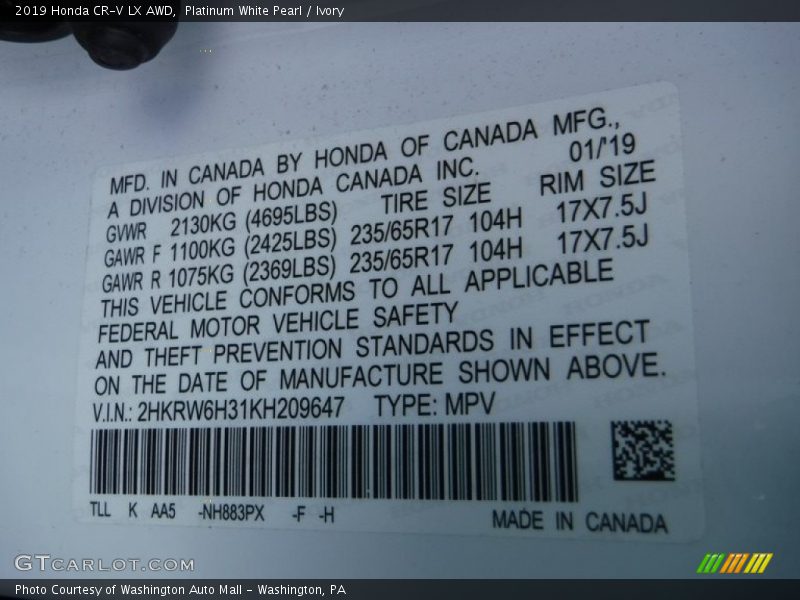 2019 Honda CR-V LX AWD,  Platinum White Pearl / Ivory
MFD. IN CANADA BY HONDA OF CANADA MFG.,
A DIVISION OF HONDA CANADA INC. 01/'19
GVWR 2130KG (4695LBS) TIRE SIZE RIM SIZE
GAWR F 1100KG (2425LBS) 235/65R17 104H 17X7.5J
GAWR R 1075KG (2369LBS) 235/65R17 104H 17X7.5J
THIS VEHICLE CONFORMS TO ALL APPLICABLE
FEDERAL MOTOR VEHICLE SAFETY
AND THEFT PREVENTION STANDARDS IN EFFECT
ON THE DATE OF MANUFACTURE SHOWN ABOVE.
V.I.N.: 2HKRW6H31KH209647 TYPE: MPV
TLL K AA5 -NH883PX -F -H
MADE IN CANADA
GTCARLOT.COM
Photo Courtesy of Washington Auto Mall - Washington, PA